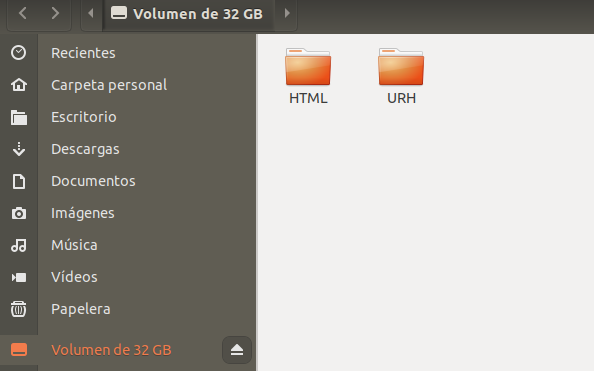 Volumen de 32 GB
Recientes
Carpeta personal
Escritorio
Descargas
Documentos
Imágenes
Música
Vídeos
Papelera
Volumen de 32 GB
HTML
URH